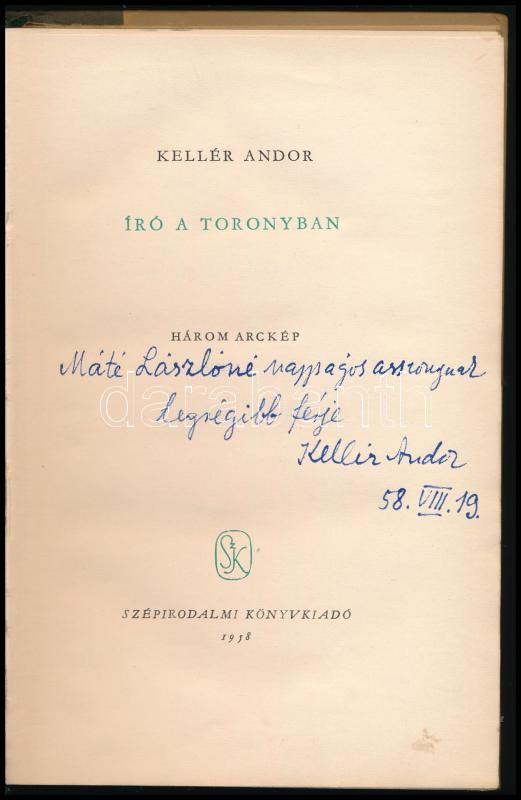 KELLÉR ANDOR
ÍRÓ A TORONYBAN
HÁROM ARCKÉP
Máté Lászlóné nagyságos asszonynak
legrégibb férje
Kellér Andor
58. VIII. 19.
darabanth
SzK
SZÉPIRODALMI KÖNYVKIADÓ
1958